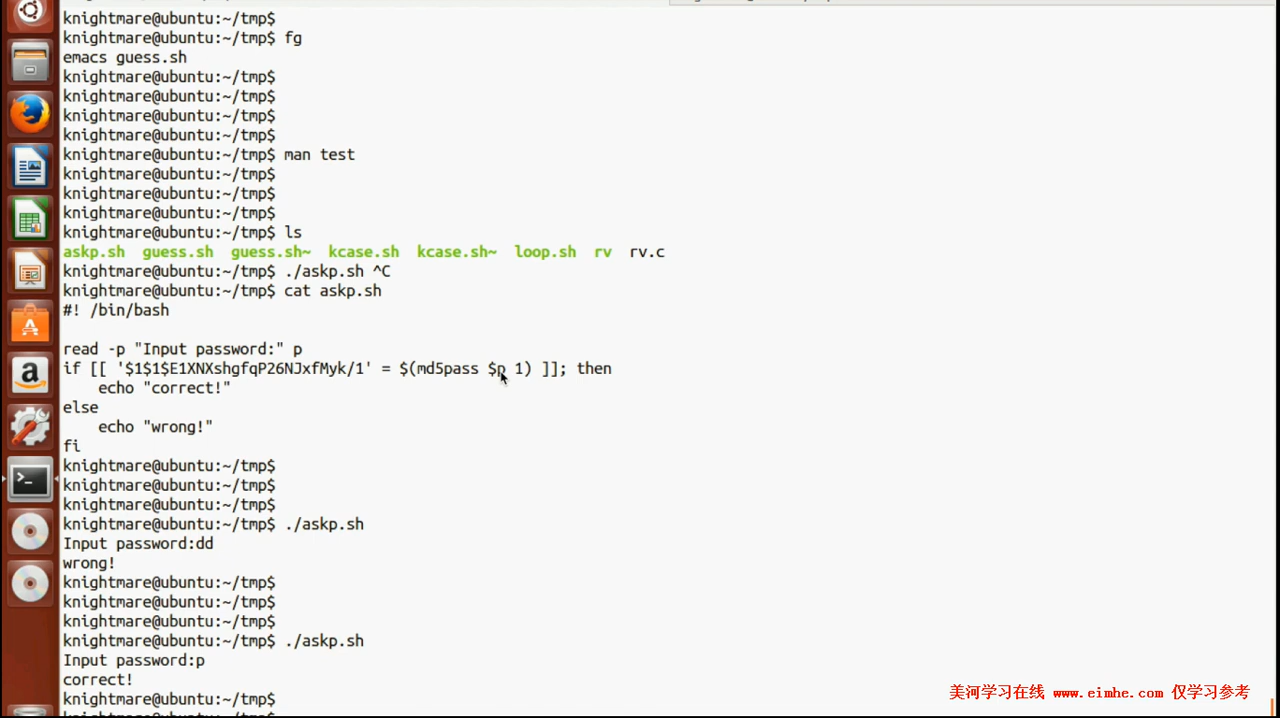 knightmare@ubuntu:~/tmp$
knightmare@ubuntu:~/tmp$ fg
emacs guess.sh
knightmare@ubuntu:~/tmp$
knightmare@ubuntu:~/tmp$
knightmare@ubuntu:~/tmp$
knightmare@ubuntu:~/tmp$
knightmare@ubuntu:~/tmp$ man test
knightmare@ubuntu:~/tmp$
knightmare@ubuntu:~/tmp$
knightmare@ubuntu:~/tmp$
knightmare@ubuntu:~/tmp$ ls
askp.sh guess.sh guess.sh~ kcase.sh kcase.sh~ loop.sh rv rv.c
knightmare@ubuntu:~/tmp$ ./askp.sh ^C
knightmare@ubuntu:~/tmp$ cat askp.sh
#! /bin/bash
read -p "Input password:" p
if [[ '$1$1$E1XNXshgfqP26NJxfMyk/1' = $(md5pass $p 1) ]]; then
echo "correct!"
else
echo "wrong!"
fi
knightmare@ubuntu:~/tmp$
knightmare@ubuntu:~/tmp$
knightmare@ubuntu:~/tmp$
knightmare@ubuntu:~/tmp$ ./askp.sh
Input password:dd
wrong!
knightmare@ubuntu:~/tmp$
knightmare@ubuntu:~/tmp$
knightmare@ubuntu:~/tmp$
knightmare@ubuntu:~/tmp$ ./askp.sh
Input password:p
correct!
knightmare@ubuntu:~/tmp$
美河学习在线 www.eimhe.com 仅学习参考